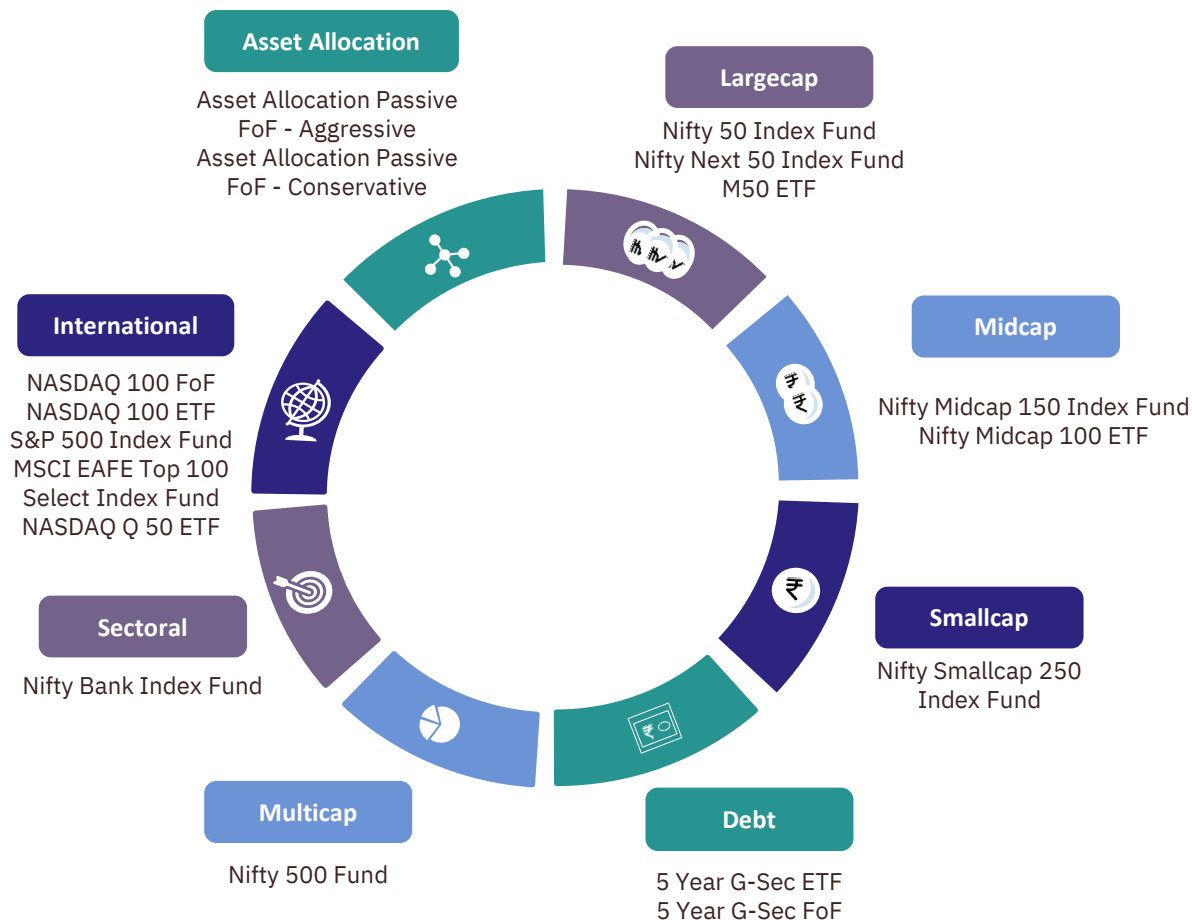 Asset Allocation
Asset Allocation Passive
FoF - Aggressive
Asset Allocation Passive
FoF - Conservative
Largecap
Nifty 50 Index Fund
Nifty Next 50 Index Fund
M50 ETF
International
NASDAQ 100 FoF
NASDAQ 100 ETF
S&P 500 Index Fund
MSCI EAFE Top 100
Select Index Fund
NASDAQ Q 50 ETF
Midcap
Nifty Midcap 150 Index Fund
Nifty Midcap 100 ETF
Sectoral
Nifty Bank Index Fund
Smallcap
Nifty Smallcap 250
Index Fund
Multicap
Nifty 500 Fund
Debt
5 Year G-Sec ETF
5 Year G-Sec FoF